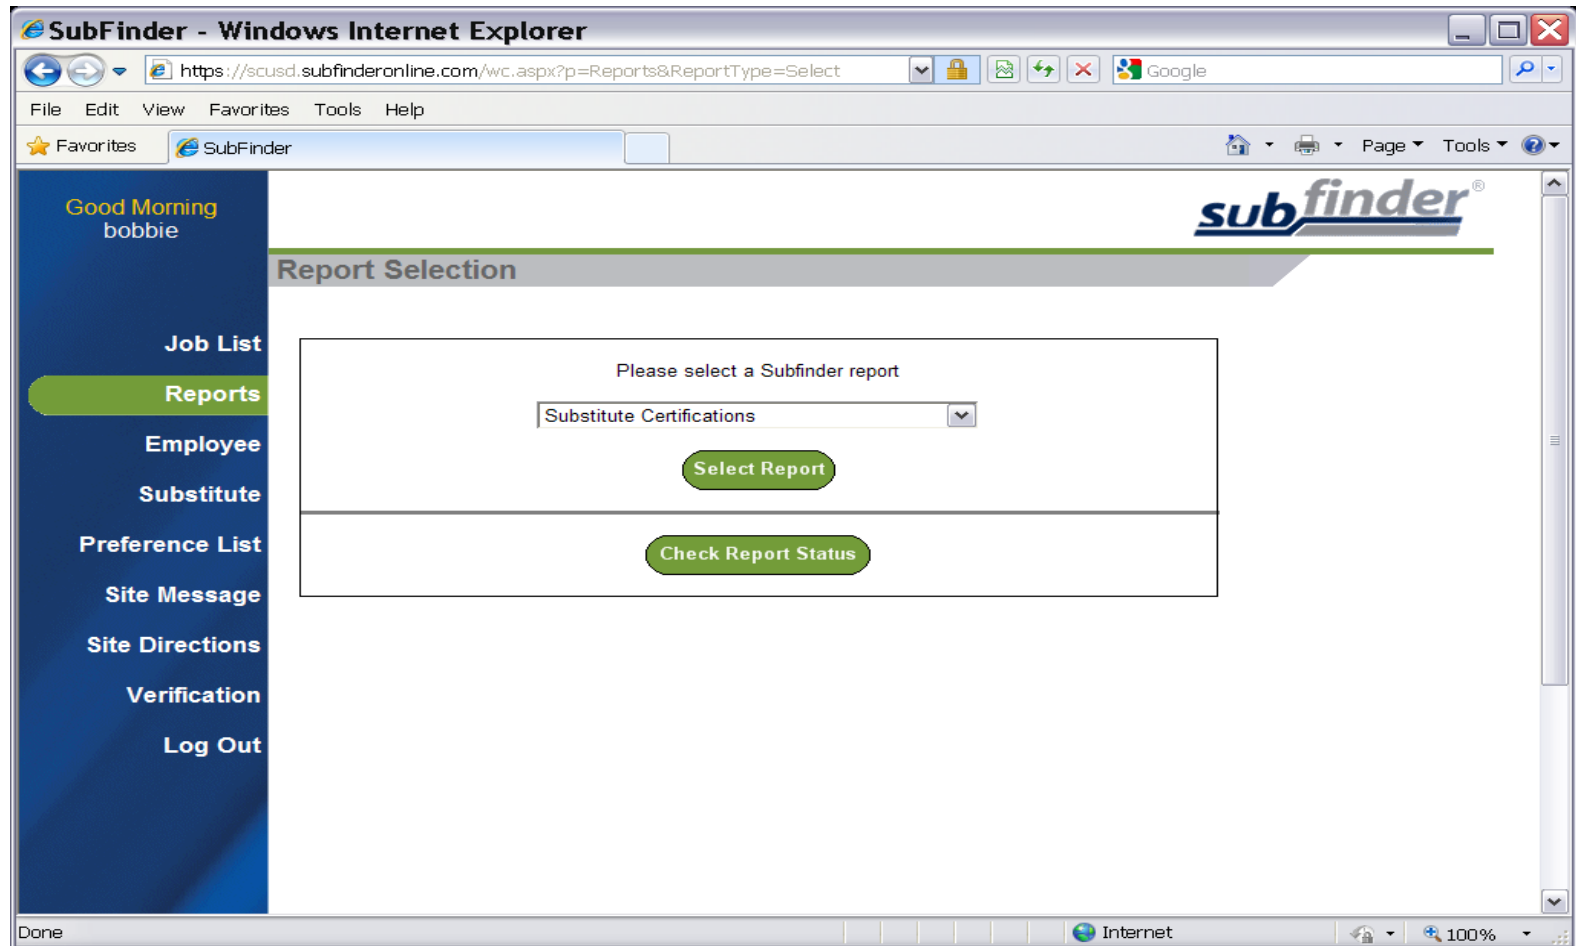 SubFinder - Windows Internet Explorer
https://scusd.subfinderonline.com/wc.aspx?p=Reports&ReportType=Select
Google
File Edit View Favorites Tools Help
Favorites
SubFinder
Page Tools
Good Morning
bobbie
subfinder®
Report Selection
Job List
Reports
Employee
Substitute
Preference List
Site Message
Site Directions
Verification
Log Out
Please select a Subfinder report
Substitute Certifications
Select Report
Check Report Status
Done
Internet
100%